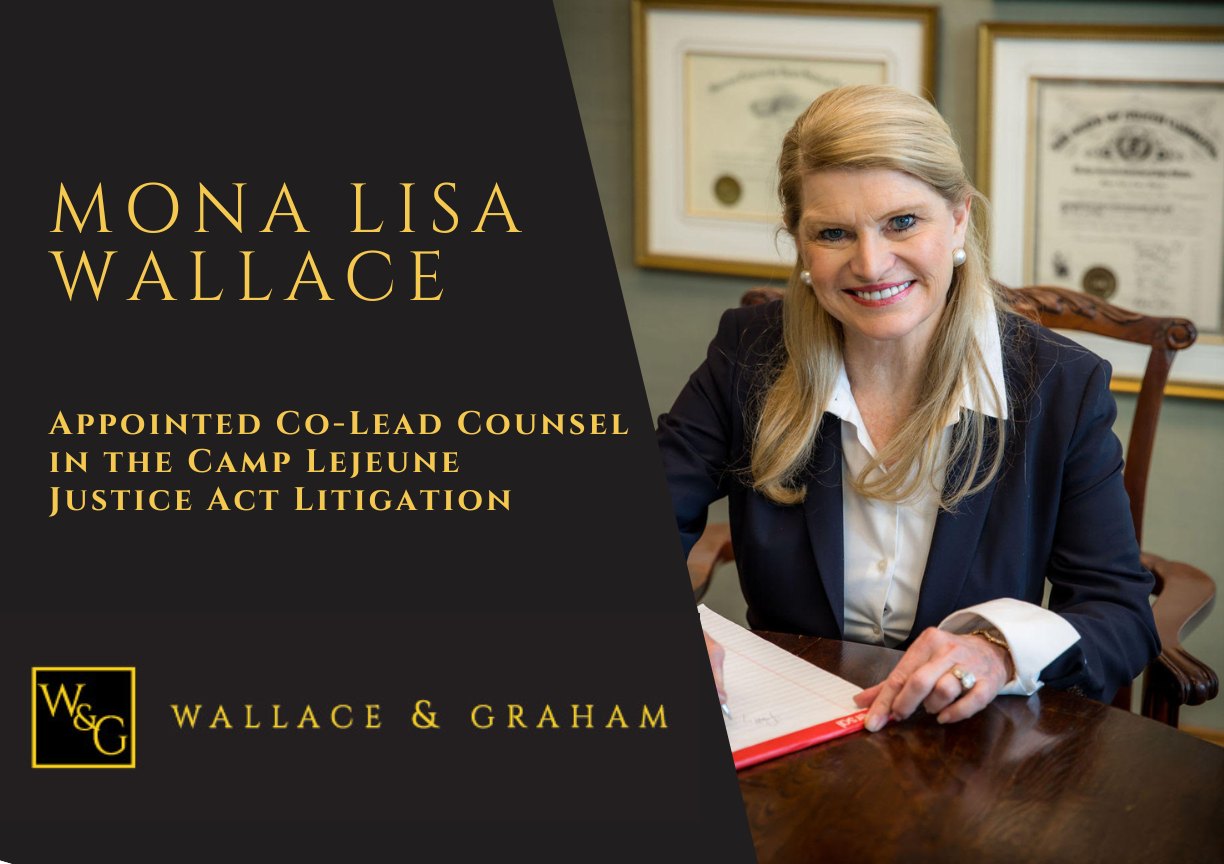 MONA LISA
WALLACE
APPOINTED CO-LEAD COUNSEL
IN THE CAMP LEJEUNE
JUSTICE ACT LITIGATION
W&G
WALLACE & GRAHAM